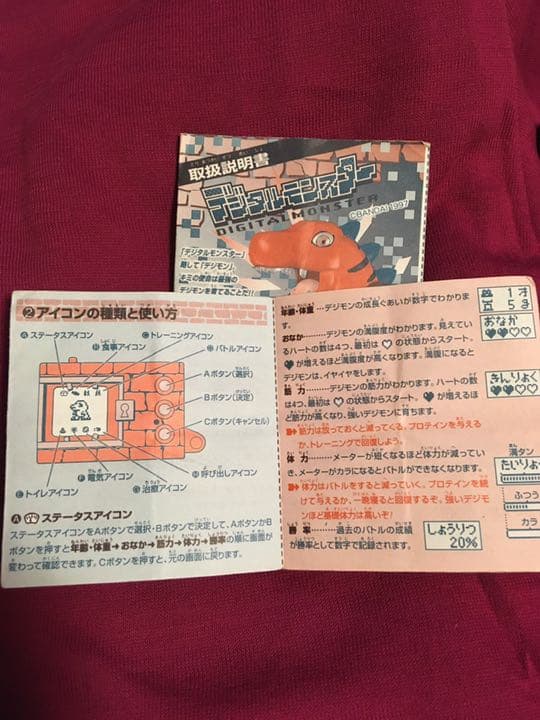 取扱説明書
デジタルモンスター
DIGITAL MONSTER
©BANDAI 1997
「デジタルモンスター」
略して「デジモン」。
キミの使命は最強の
デジモンを育てることだ!!
②アイコンの種類と使い方
Ⓐステータスアイコン
Ⓒトレーニングアイコン
Ⓑ食事アイコン
バトルアイコン
Aボタン(選択)
Bボタン(決定)
Cボタン(キャンセル)
Ⓔトイレアイコン
Ⓕ電気アイコン
Ⓖ治療アイコン
Ⓗ呼び出しアイコン
Ⓐステータスアイコン
ステータスアイコンをAボタンで選択・Bボタンで決定して、AボタンかB
ボタンを押すと年齢・体重→おなか→筋力→体力→勝率の順に画面が
変わって確認できます。Cボタンを押すと、元の画面に戻ります。
年齢・体重……デジモンの成長ぐあいが数字でわかりま
す。
おなか……デジモンの満腹度がわかります。見えてい
るハートの数は4つ、最初は♡の状態からスタート。
♥が増えるほど満腹度が高くなります。満腹になると
デジモンは、イヤイヤをします。
筋力……デジモンの筋力がわかります。ハートの
数は4つ、最初は♡の状態からスタート。♥が増える
ほど筋力が高くなり、強いデジモンに育ちます。
筋力は放っておくと減ってくる。プロテインを与える
か、トレーニングで回復しよう。
体力……メーターが短くなるほど体力が減ってい
き、メーターがカラになるとバトルができなくなります。
体力はバトルをすると減っていく。プロテインを続
けて与えるか、一晩寝ると回復するぞ。強いデジモ
ンほど基礎体力は高いぞ!
勝率……過去のバトルの成績
が勝率として数字で記録されます。
1才
5g
おなか
きんりょく
満タン
たいりょく
ふつう
カラ
しょうりつ
20%